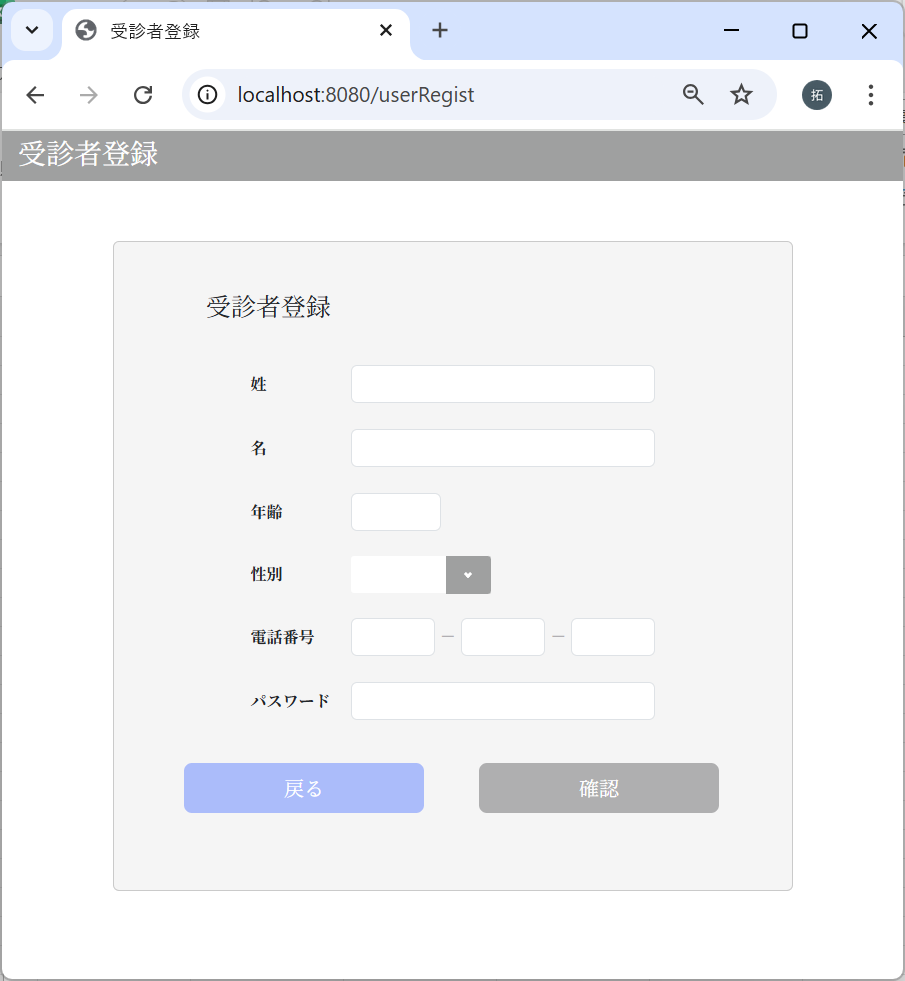 受診者登録
localhost:8080/userRegist
拓
受診者登録
受診者登録
姓
名
年齢
性別
電話番号 － －
パスワード
戻る 確認